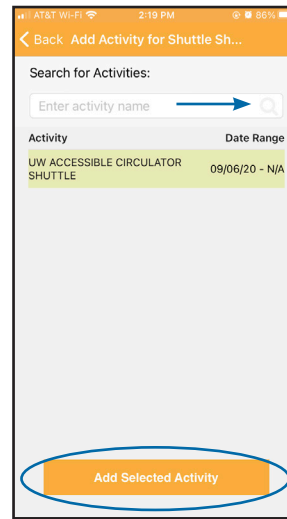 AT&T Wi-Fi 2:19 PM 86%
Back Add Activity for Shuttle Sh...
Search for Activities:
Enter activity name
Activity Date Range
UW ACCESSIBLE CIRCULATOR
SHUTTLE
09/06/20 - N/A
Add Selected Activity